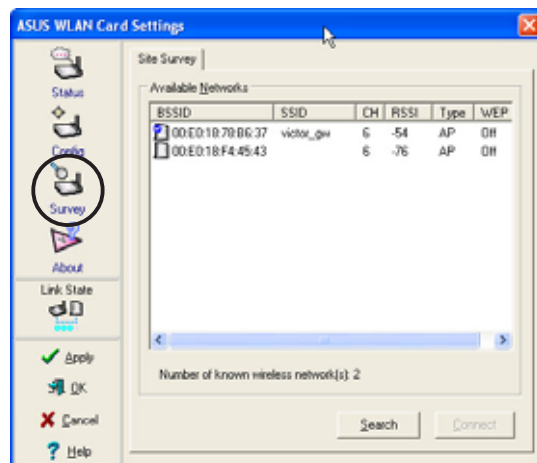 ASUS WLAN Card Settings
Status
Config
Survey
About
Link State
Apply
OK
Cancel
Help
Site Survey
Available Networks
BSSID SSID CH RSSI Type WEP
00:E0:18:78:B6:37 victor_gw 6 -54 AP Off
00:E0:18:F4:45:43 6 -76 AP Off
Number of known wireless network(s): 2
Search Connect